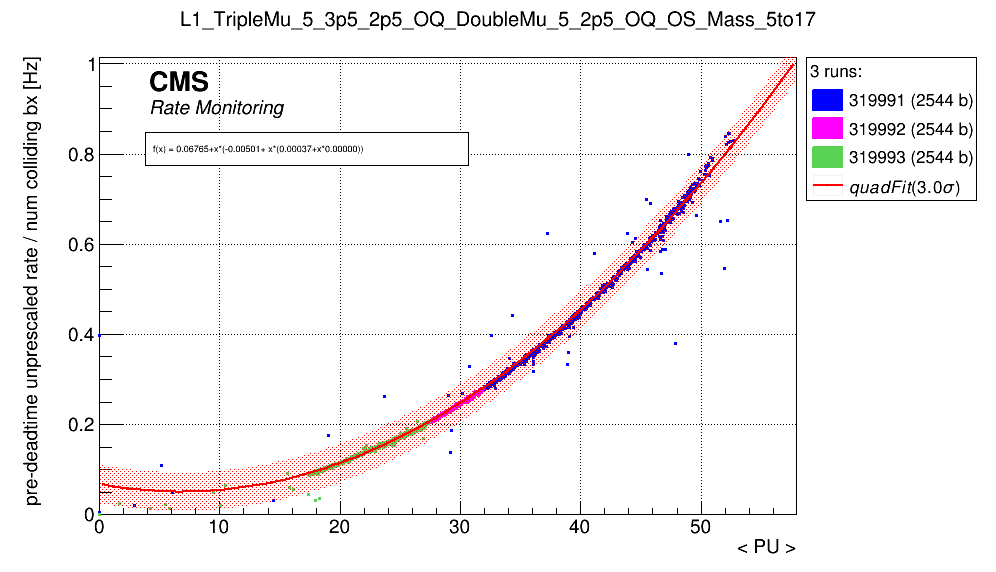 L1_TripleMu_5_3p5_2p5_OQ_DoubleMu_5_2p5_OQ_OS_Mass_5to17
pre-deadtime unprescaled rate / num colliding bx [Hz]
CMS
Rate Monitoring
f(x) = 0.06765+x*(-0.00501+ x*(0.00037+x*0.00000))
3 runs:
319991 (2544 b)
319992 (2544 b)
319993 (2544 b)
quadFit(3.0σ)
1
0.8
0.6
0.4
0.2
0
0 10 20 30 40 50
< PU >